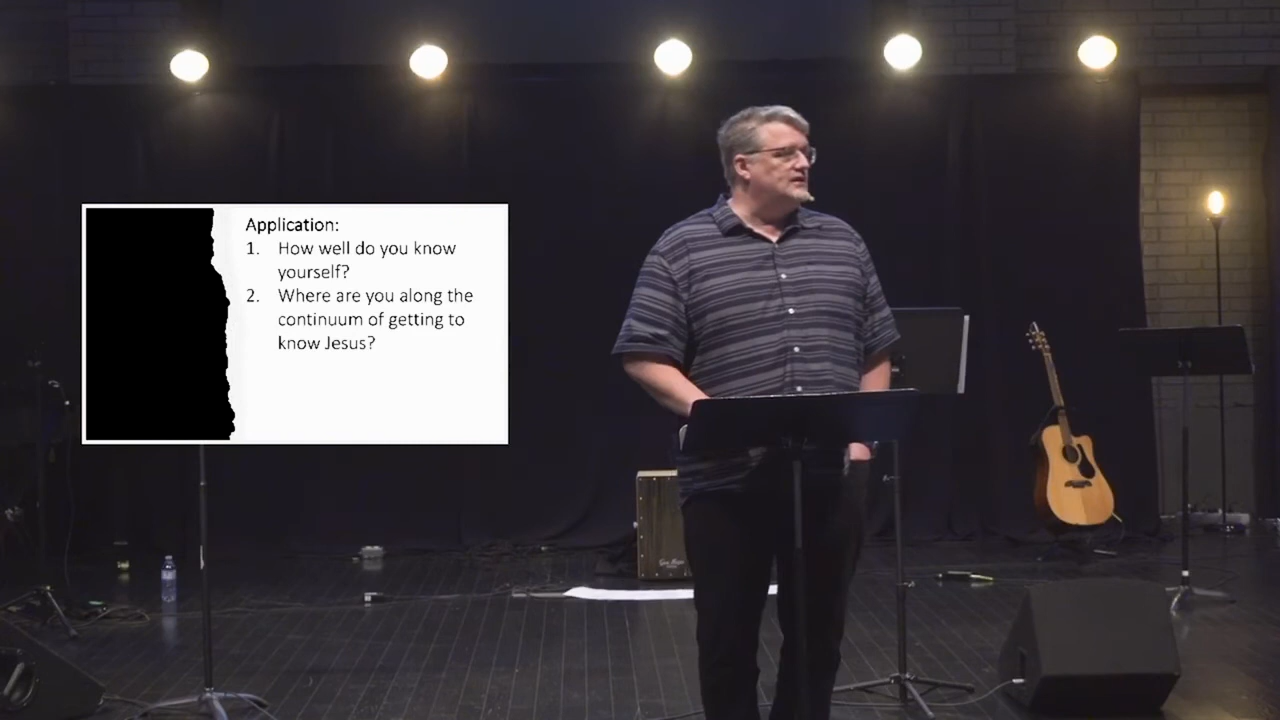 Application:
1. How well do you know
yourself?
2. Where are you along the
continuum of getting to
know Jesus?